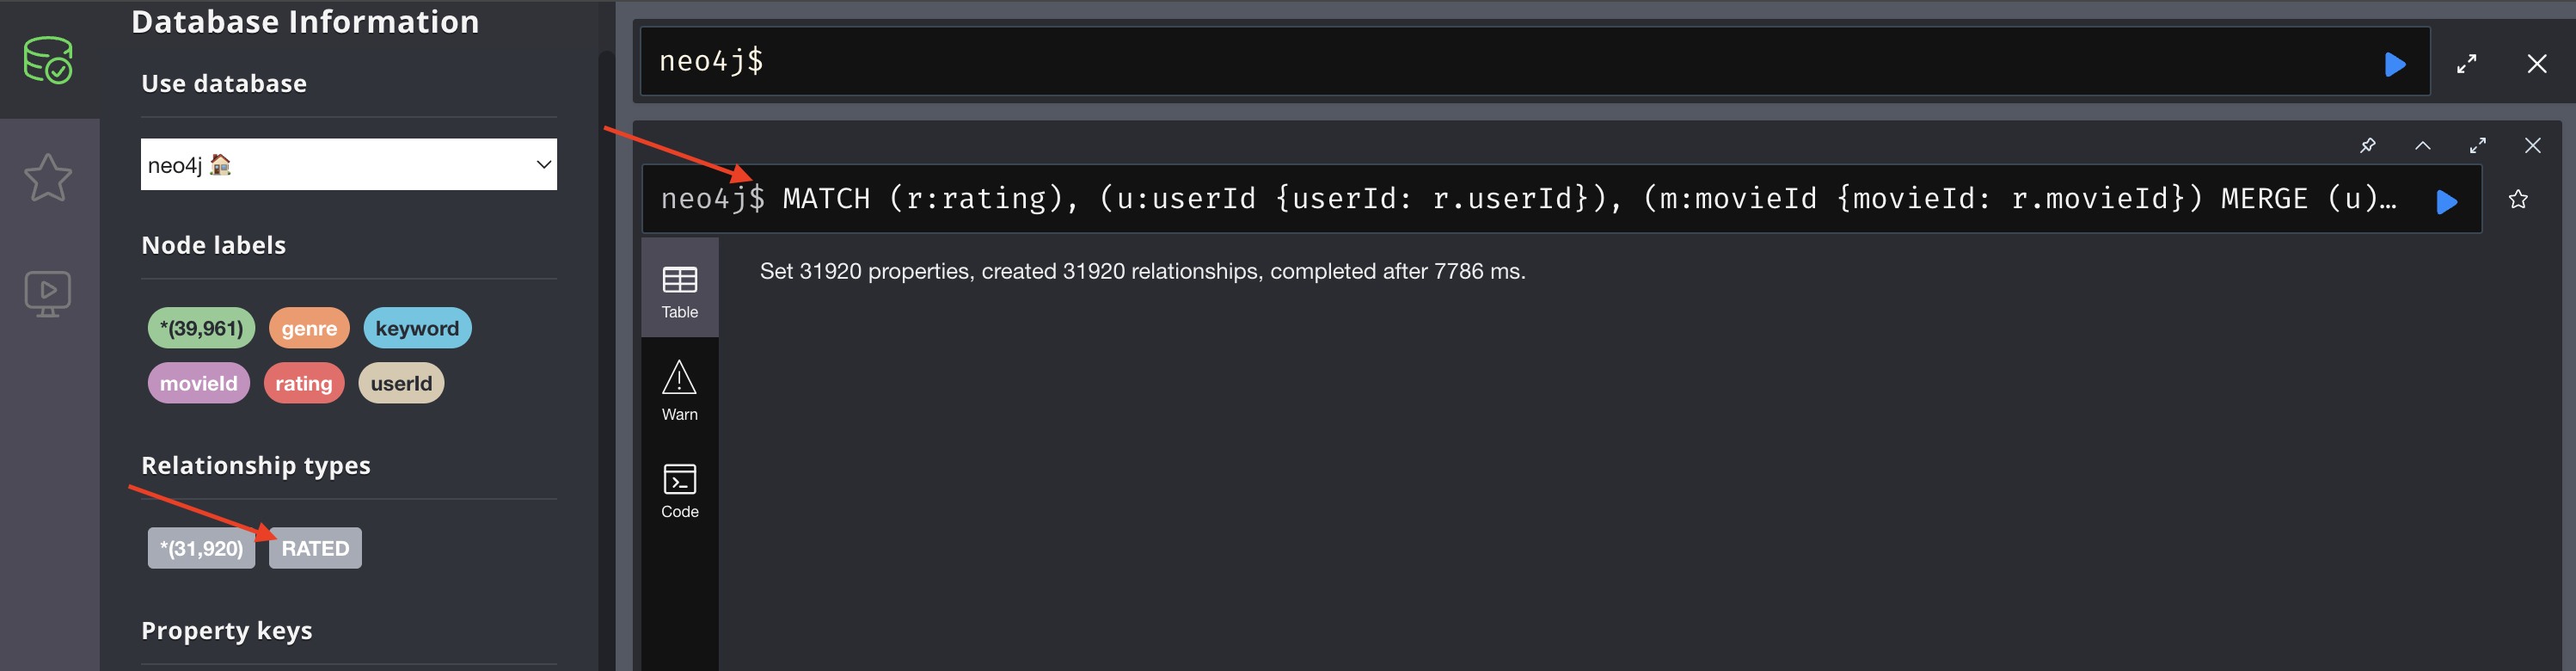 Database Information
Use database
neo4j 🏠
Node labels
*(39,961) genre keyword
movieId rating userId
Relationship types
*(31,920) RATED
Property keys
neo4j$
neo4j$ MATCH (r:rating), (u:userId {userId: r.userId}), (m:movieId {movieId: r.movieId}) MERGE (u)…
Table
Set 31920 properties, created 31920 relationships, completed after 7786 ms.
Warn
Code